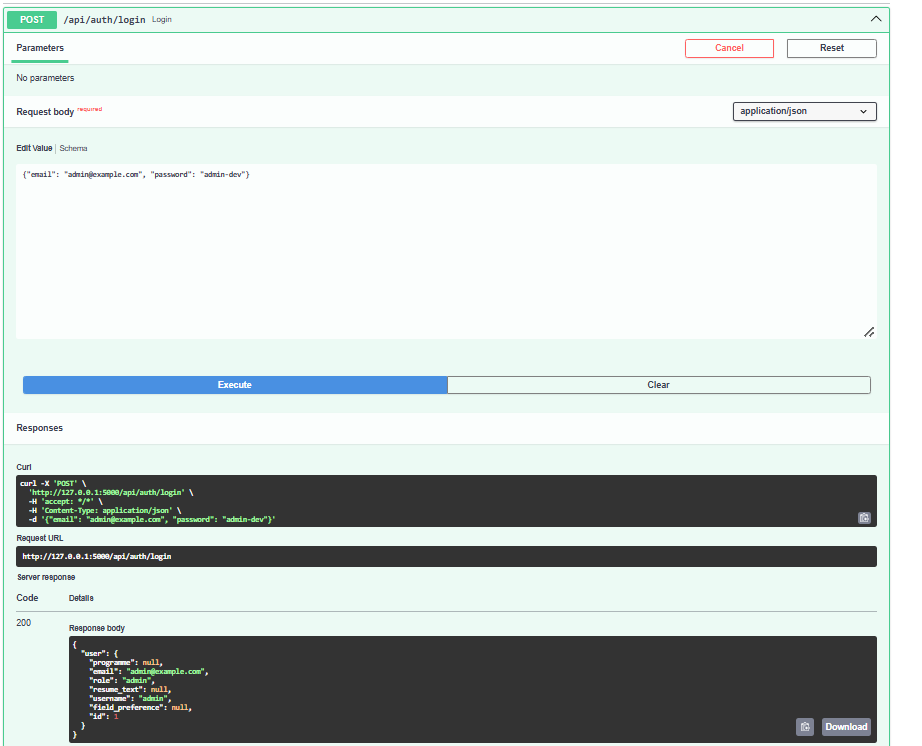 POST /api/auth/login Login
Parameters Cancel Reset
No parameters
Request body required application/json
Edit Value | Schema
{"email": "admin@example.com", "password": "admin-dev"}
Execute Clear
Responses
Curl
curl -X 'POST' \
'http://127.0.0.1:5000/api/auth/login' \
-H 'accept: */*' \
-H 'Content-Type: application/json' \
-d '{"email": "admin@example.com", "password": "admin-dev"}'
Request URL
http://127.0.0.1:5000/api/auth/login
Server response
Code Details
200
Response body
{
"user": {
"programme": null,
"email": "admin@example.com",
"role": "admin",
"resume_text": null,
"username": "admin",
"field_preference": null,
"id": 1
}
}
Download